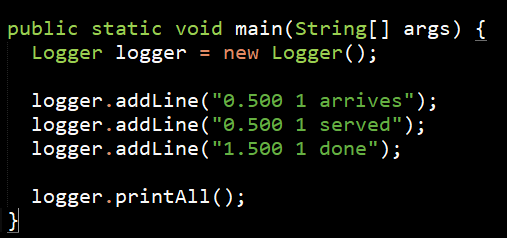 public static void main(String[] args) {
  Logger logger = new Logger();

  logger.addLine("0.500 1 arrives");
  logger.addLine("0.500 1 served");
  logger.addLine("1.500 1 done");

  logger.printAll();
}